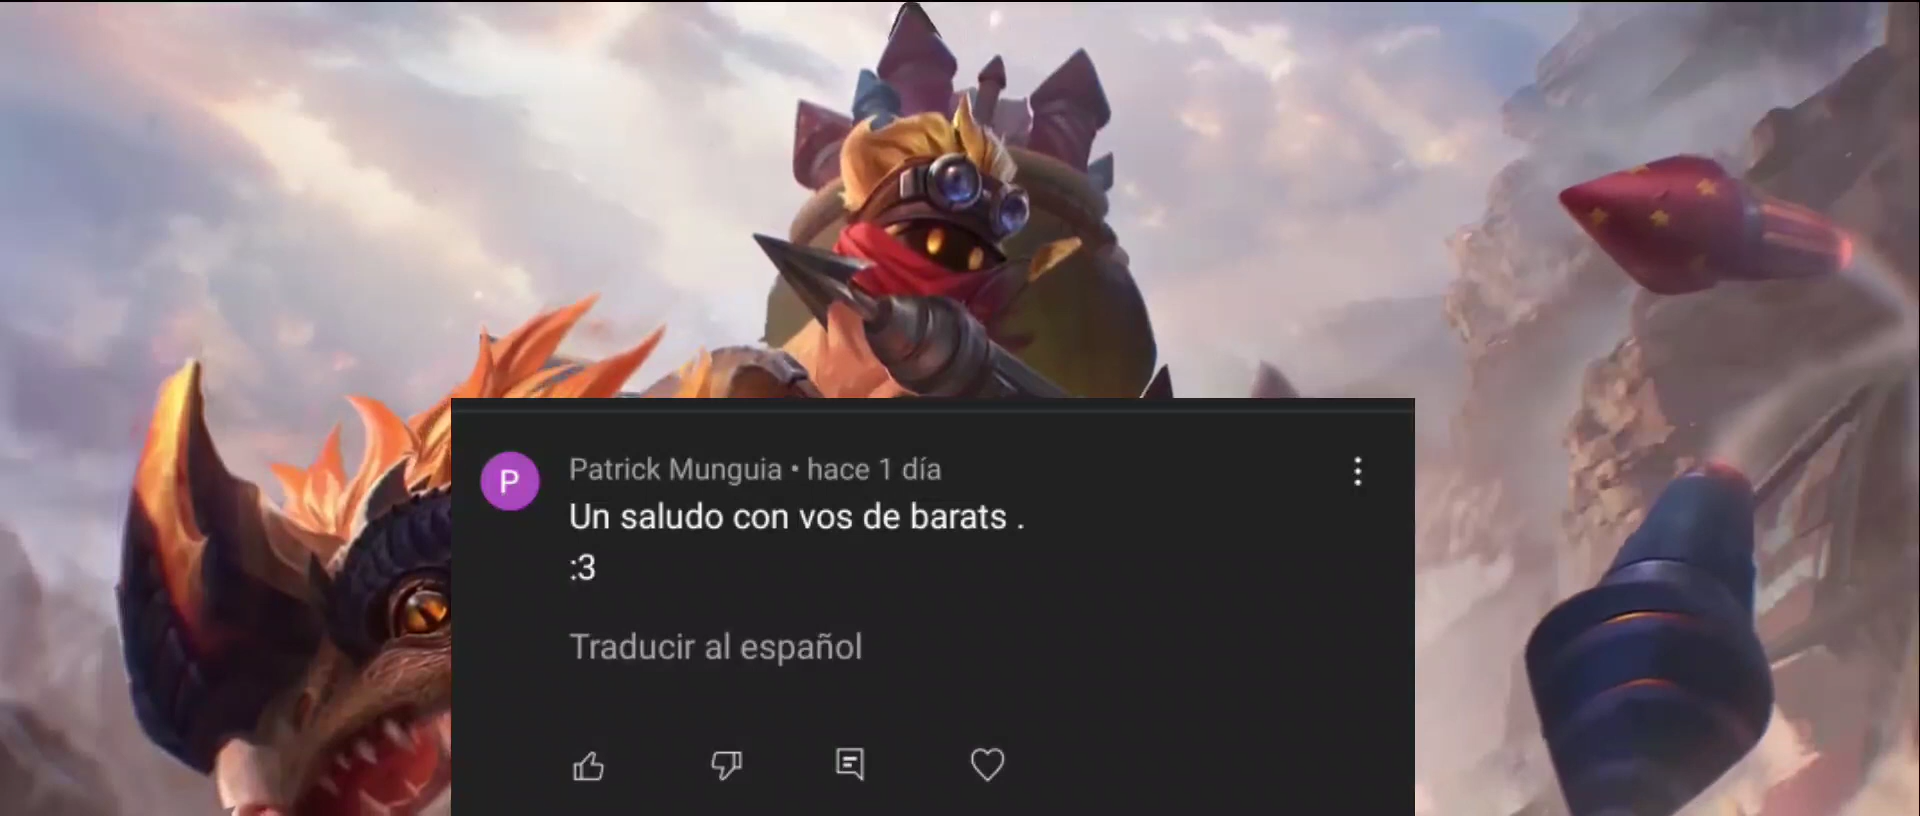 P
Patrick Munguia • hace 1 día
Un saludo con vos de barats .
:3
Traducir al español